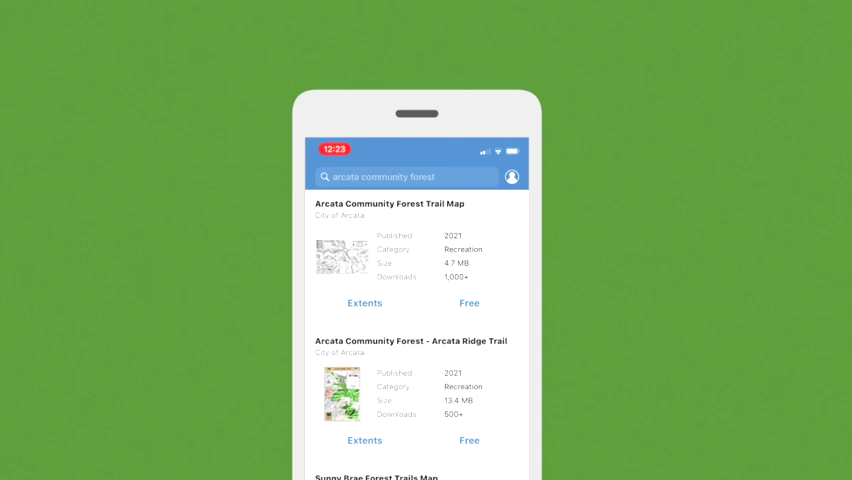 12:23
arcata community forest
Arcata Community Forest Trail Map
City of Arcata
Published 2021
Category Recreation
Size 4.7 MB
Downloads 1,000+
Extents Free
Arcata Community Forest - Arcata Ridge Trail
City of Arcata
Published 2021
Category Recreation
Size 13.4 MB
Downloads 500+
Extents Free
Sunny Brae Forest Trails Map